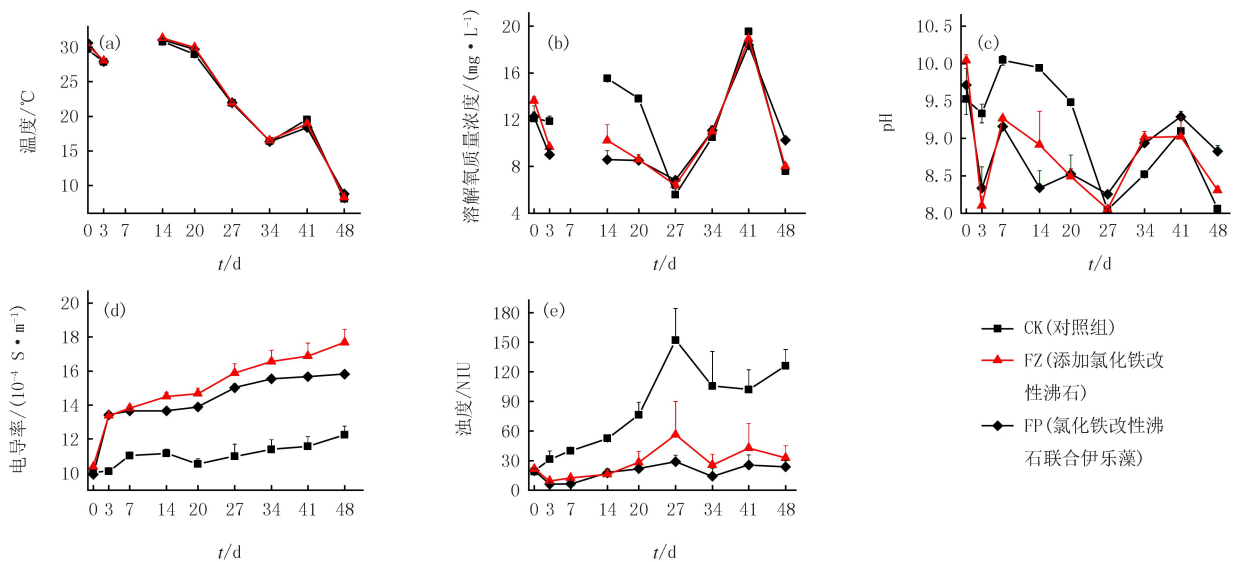 (a)
温度/℃
30
25
20
15
10
0 3 7 14 20 27 34 41 48
t/d
(b)
溶解氧质量浓度/(mg·L⁻¹)
20
16
12
8
4
0 3 7 14 20 27 34 41 48
t/d
(c)
pH
10.5
10.0
9.5
9.0
8.5
8.0
0 3 7 14 20 27 34 41 48
t/d
(d)
电导率/(10⁻⁴ S·m⁻¹)
20
18
16
14
12
10
0 3 7 14 20 27 34 41 48
t/d
(e)
浊度/NIU
180
150
120
90
60
30
0
0 3 7 14 20 27 34 41 48
t/d
CK(对照组)
FZ(添加氯化铁改
性沸石)
FP(氯化铁改性沸
石联合伊乐藻)